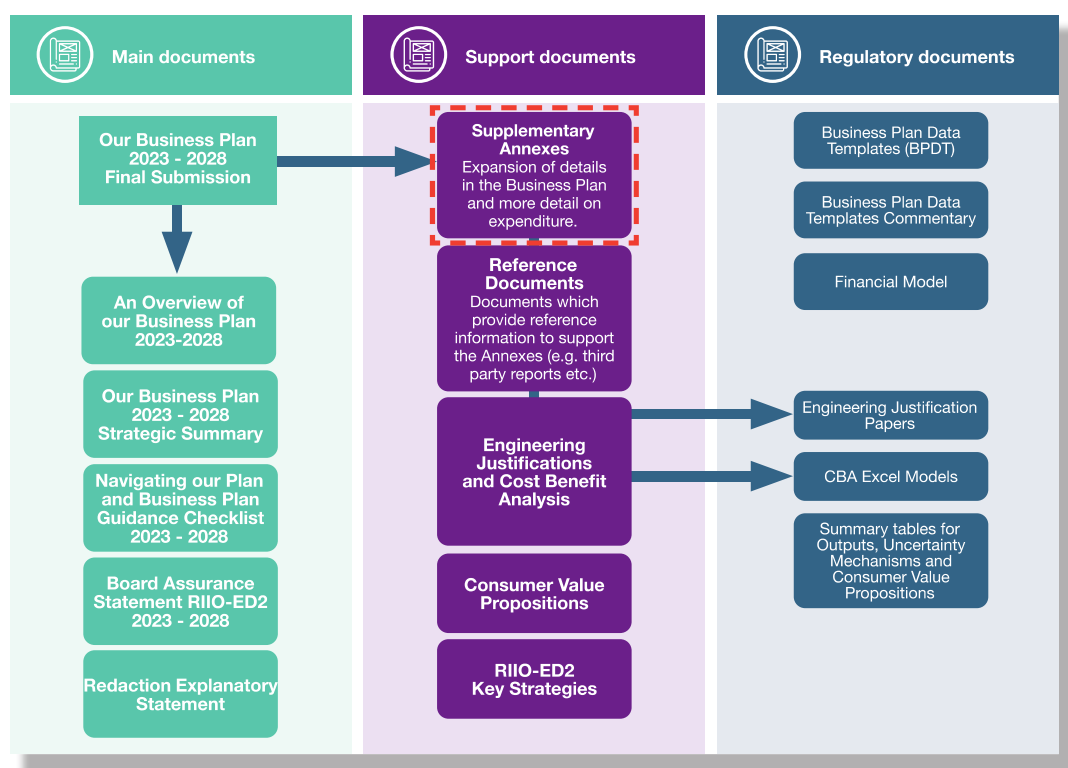 Main documents
Our Business Plan
2023 - 2028
Final Submission
An Overview of
our Business Plan
2023-2028
Our Business Plan
2023 - 2028
Strategic Summary
Navigating our Plan
and Business Plan
Guidance Checklist
2023 - 2028
Board Assurance
Statement RIIO-ED2
2023 - 2028
Redaction Explanatory
Statement
Support documents
Supplementary
Annexes
Expansion of details
in the Business Plan
and more detail on
expenditure.
Reference
Documents
Documents which
provide reference
information to support
the Annexes (e.g. third
party reports etc.)
Engineering
Justifications
and Cost Benefit
Analysis
Consumer Value
Propositions
RIIO-ED2
Key Strategies
Regulatory documents
Business Plan Data
Templates (BPDT)
Business Plan Data
Templates Commentary
Financial Model
Engineering Justification
Papers
CBA Excel Models
Summary tables for
Outputs, Uncertainty
Mechanisms and
Consumer Value
Propositions